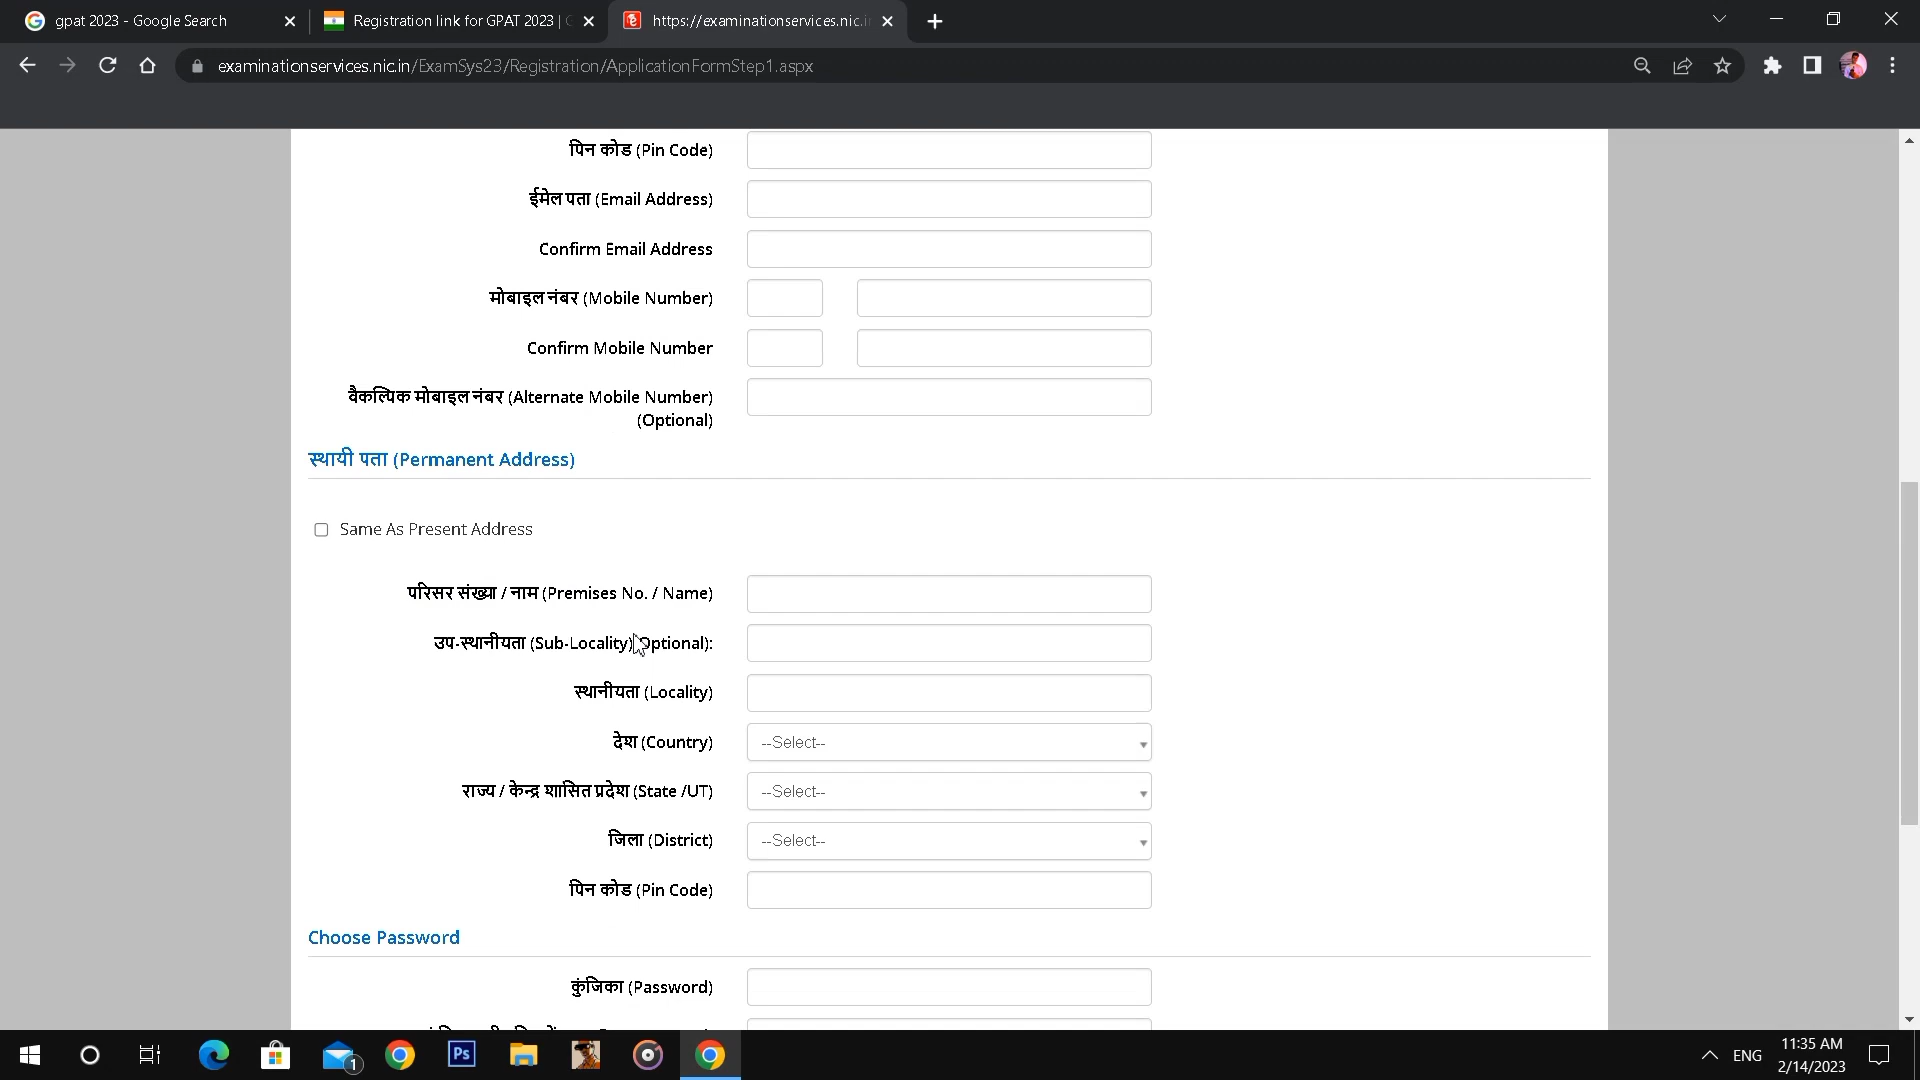 gpat 2023 - Google Search
Registration link for GPAT 2023 |
https://examinationservices.nic.i
examinationservices.nic.in/ExamSys23/Registration/ApplicationFormStep1.aspx
पिन कोड (Pin Code)
ईमेल पता (Email Address)
Confirm Email Address
मोबाइल नंबर (Mobile Number)
Confirm Mobile Number
वैकल्पिक मोबाइल नंबर (Alternate Mobile Number)
(Optional)
स्थायी पता (Permanent Address)
Same As Present Address
परिसर संख्या / नाम (Premises No. / Name)
उप-स्थानीयता (Sub-Locality)(Optional):
स्थानीयता (Locality)
देश (Country)
--Select--
राज्य / केन्द्र शासित प्रदेश (State /UT)
--Select--
जिला (District)
--Select--
पिन कोड (Pin Code)
Choose Password
कुंजिका (Password)
Ps
1
ENG
11:35 AM
2/14/2023